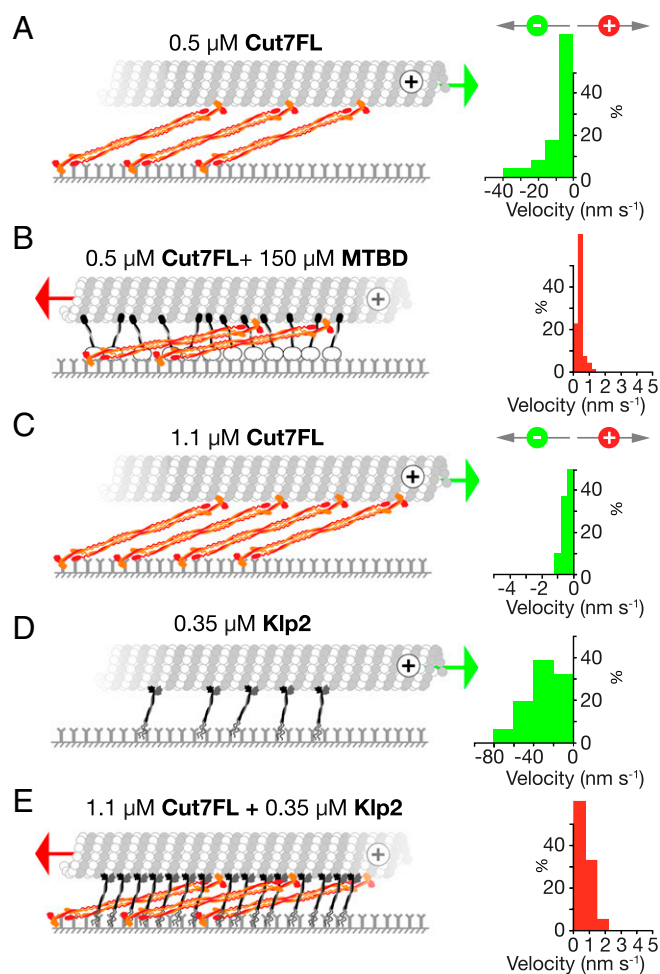 A
0.5 µM Cut7FL
+
- +
40
20
0
%
-40 -20 0
Velocity (nm s-1)
B
0.5 µM Cut7FL+ 150 µM MTBD
+
%
40
20
0
0 1 2 3 4 5
Velocity (nm s-1)
C
1.1 µM Cut7FL
+
- +
40
20
0
%
-4 -2 0
Velocity (nm s-1)
D
0.35 µM Klp2
+
40
20
0
%
-80 -40 0
Velocity (nm s-1)
E
1.1 µM Cut7FL + 0.35 µM Klp2
+
%
40
20
0
0 1 2 3 4 5
Velocity (nm s-1)